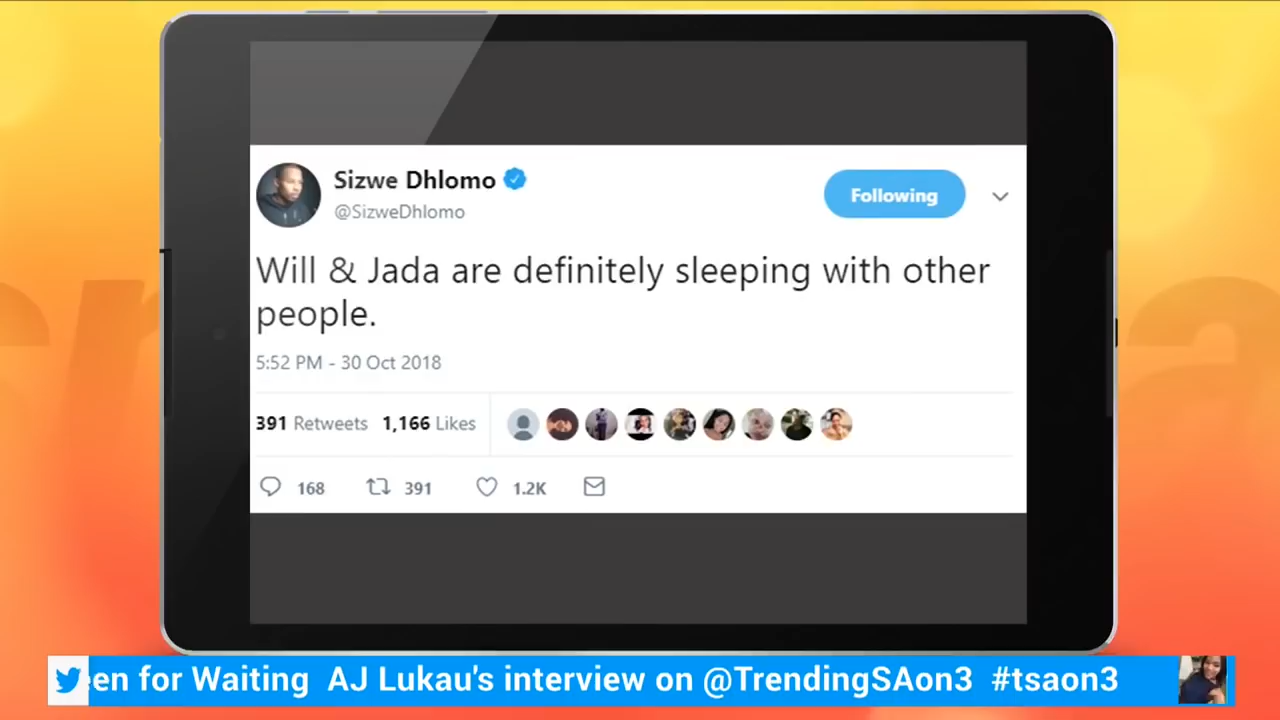 Sizwe Dhlomo
@SizweDhlomo
Following
Will & Jada are definitely sleeping with other
people.
5:52 PM - 30 Oct 2018
391 Retweets 1,166 Likes
168 391 1.2K
for Waiting AJ Lukau's interview on @TrendingSAon3 #tsaon3